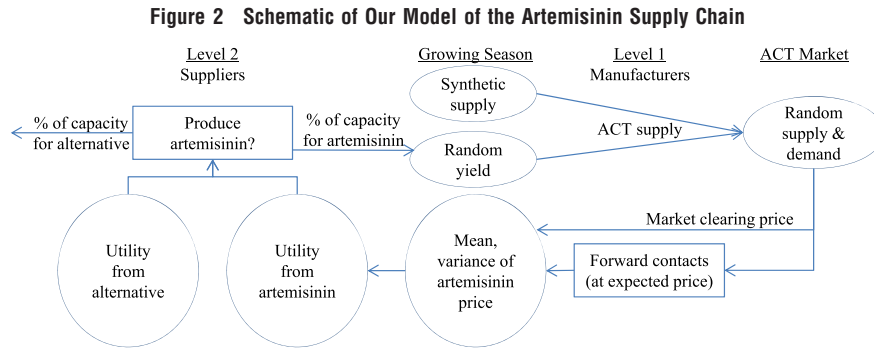 Figure 2 Schematic of Our Model of the Artemisinin Supply Chain
Level 2
Suppliers
Growing Season
Level 1
Manufacturers
ACT Market
Synthetic
supply
% of capacity
for alternative
Produce
artemisinin?
% of capacity
for artemisinin
Random
yield
ACT supply
Random
supply &
demand
Market clearing price
Utility
from
alternative
Utility
from
artemisinin
Mean,
variance of
artemisinin
price
Forward contacts
(at expected price)